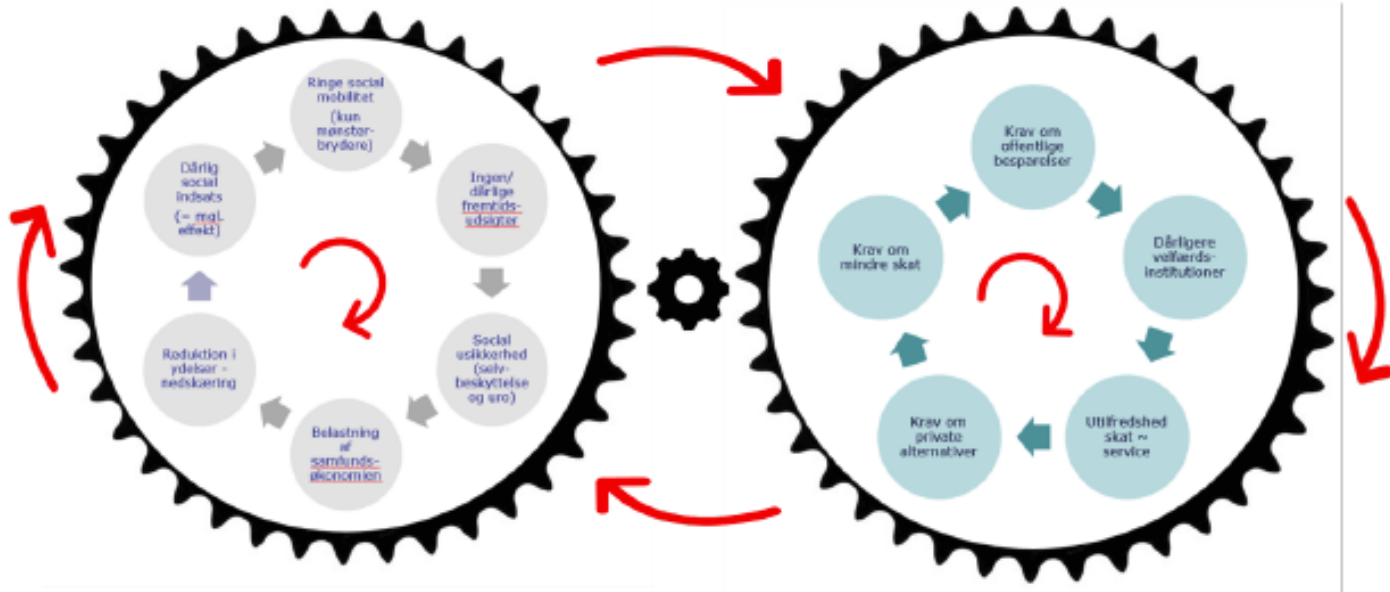 Ringe social
mobilitet
(kun
mønster-
brydere)
Ingen/
dårlige
fremtids-
udsigter
Social
usikkerhed
(selv-
beskyttelse
og uro)
Belastning
af
samfunds-
økonomien
Reduktion i
ydelser -
nedskæring
Dårlig
social
indsats
(~ mgl.
effekt)
Krav om
offentlige
besparelser
Dårligere
velfærds-
institutioner
Utilfredshed
skat ~
service
Krav om
private
alternativer
Krav om
mindre skat